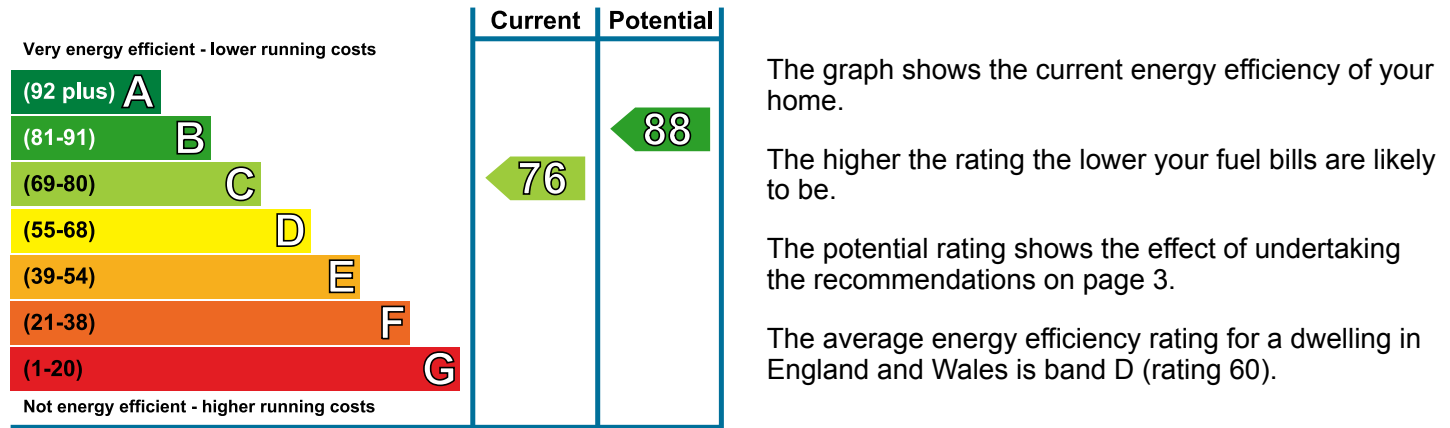 Current Potential
Very energy efficient - lower running costs
(92 plus) A
(81-91) B
88
(69-80) C
76
(55-68) D
(39-54) E
(21-38) F
(1-20) G
Not energy efficient - higher running costs
The graph shows the current energy efficiency of your
home.
The higher the rating the lower your fuel bills are likely
to be.
The potential rating shows the effect of undertaking
the recommendations on page 3.
The average energy efficiency rating for a dwelling in
England and Wales is band D (rating 60).